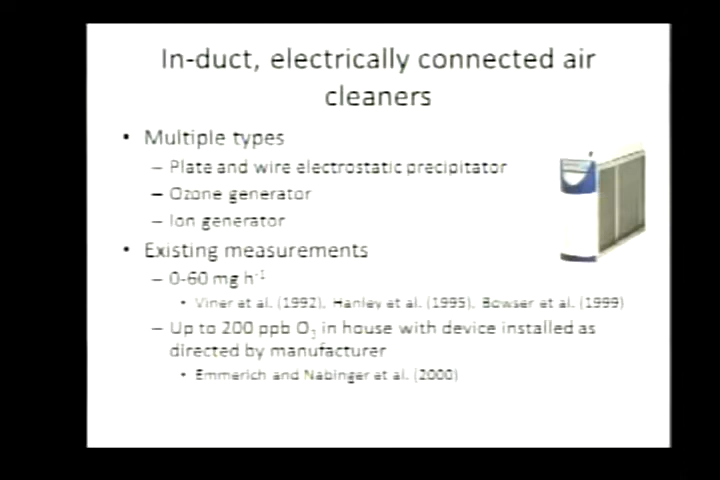 In-duct, electrically connected air
cleaners
• Multiple types
– Plate and wire electrostatic precipitator
– Ozone generator
– Ion generator
• Existing measurements
– 0-60 mg h⁻¹
• Viner et al. (1992), Hanley et al. (1995), Bowser et al. (1999)
– Up to 200 ppb O₃ in house with device installed as
directed by manufacturer
• Emmerich and Nabinger et al. (2000)